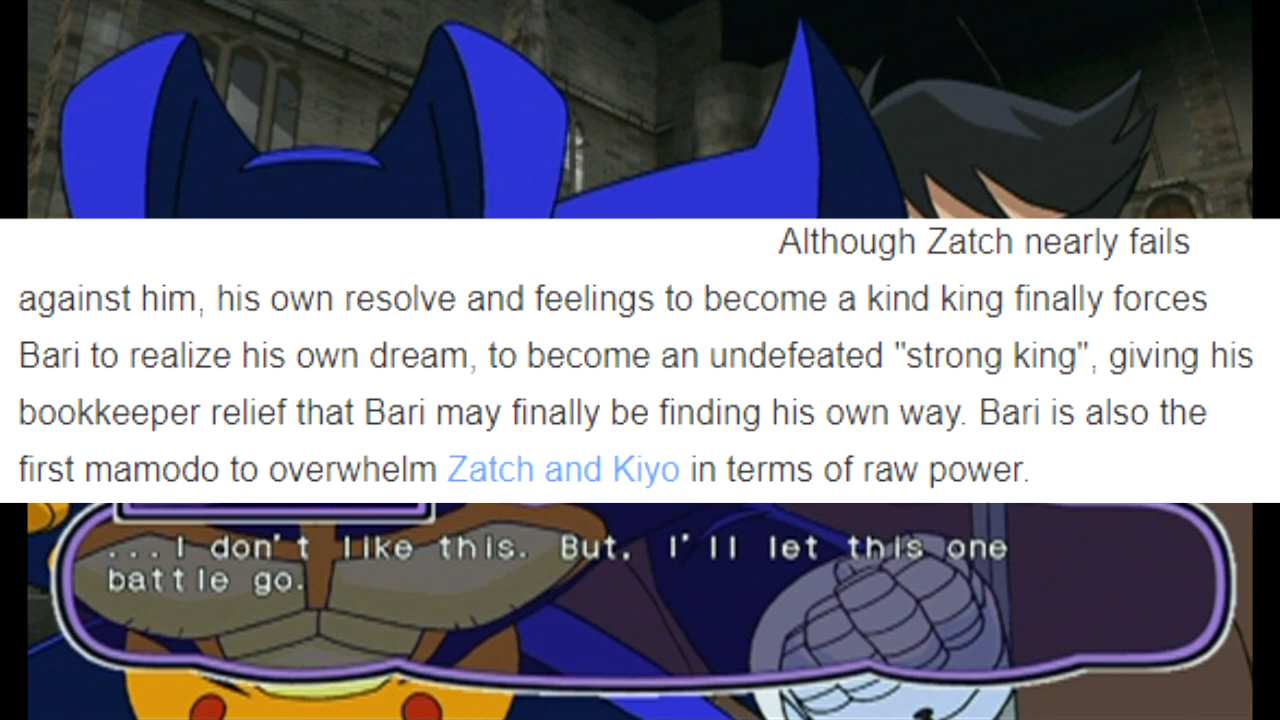 Although Zatch nearly fails
against him, his own resolve and feelings to become a kind king finally forces
Bari to realize his own dream, to become an undefeated "strong king", giving his
bookkeeper relief that Bari may finally be finding his own way. Bari is also the
first mamodo to overwhelm Zatch and Kiyo in terms of raw power.
...I don't like this. But, I'll let this one
battle go.